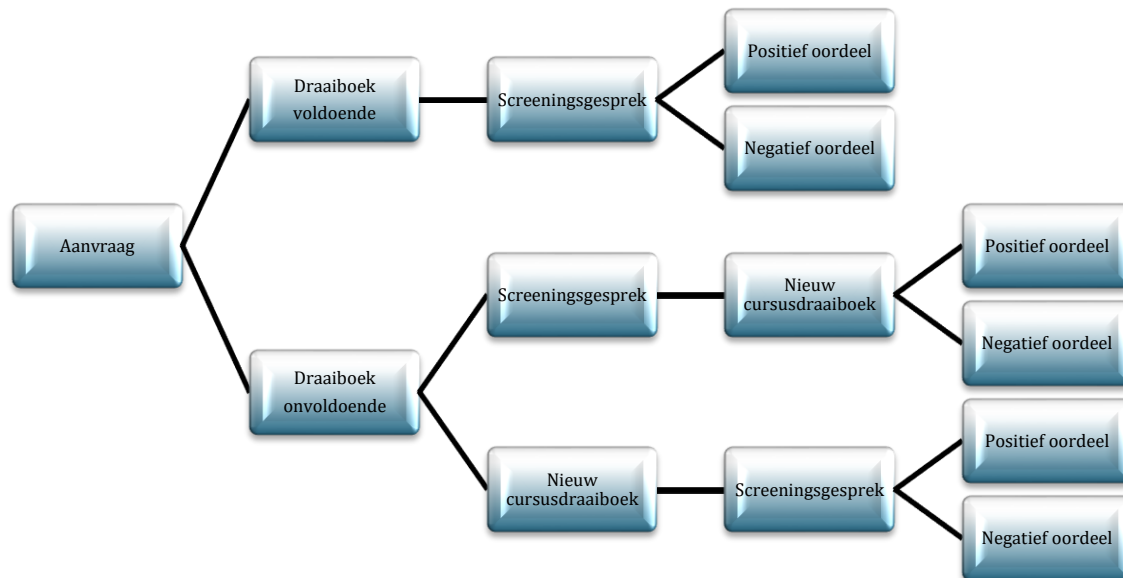 Positief oordeel
Draaiboek
voldoende
Screeningsgesprek
Negatief oordeel
Aanvraag
Positief oordeel
Screeningsgesprek
Nieuw
cursusdraaiboek
Negatief oordeel
Draaiboek
onvoldoende
Positief oordeel
Nieuw
cursusdraaiboek
Screeningsgesprek
Negatief oordeel